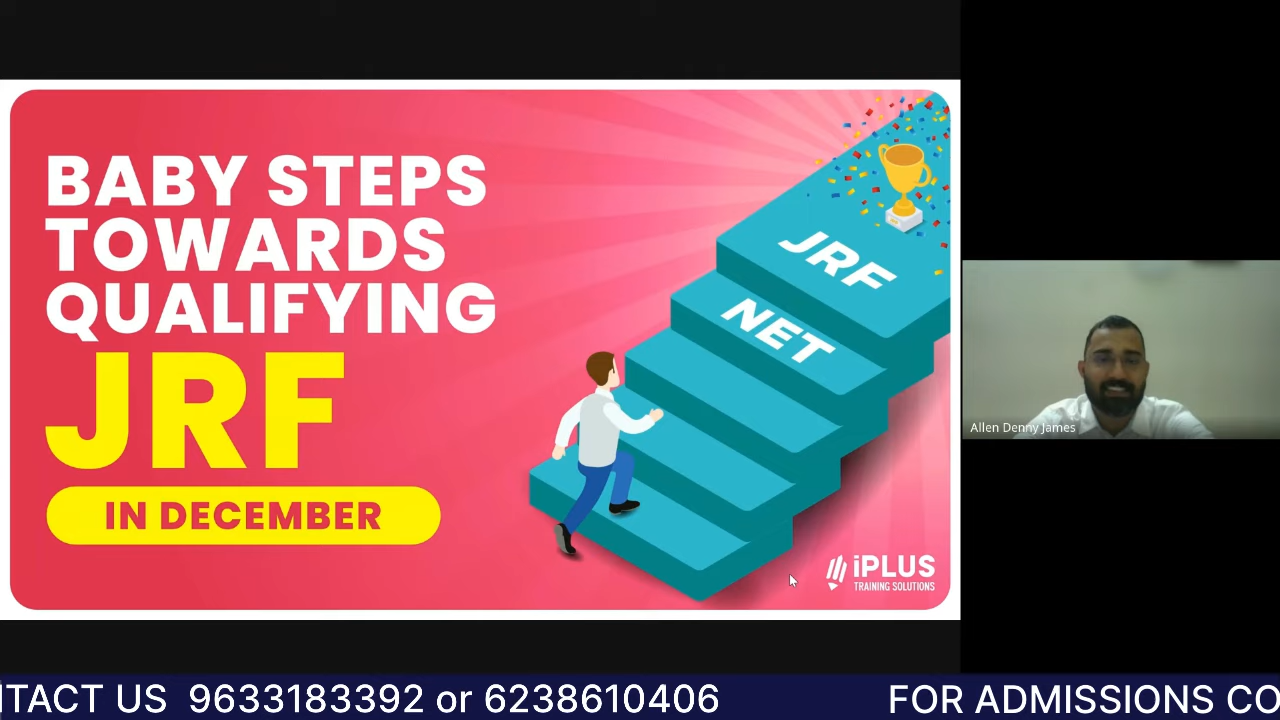 BABY STEPS
TOWARDS
QUALIFYING
JRF
IN DECEMBER
JRF
NET
iPLUS
TRAINING SOLUTIONS
Allen Denny James
NTACT US 9633183392 or 6238610406 FOR ADMISSIONS CO